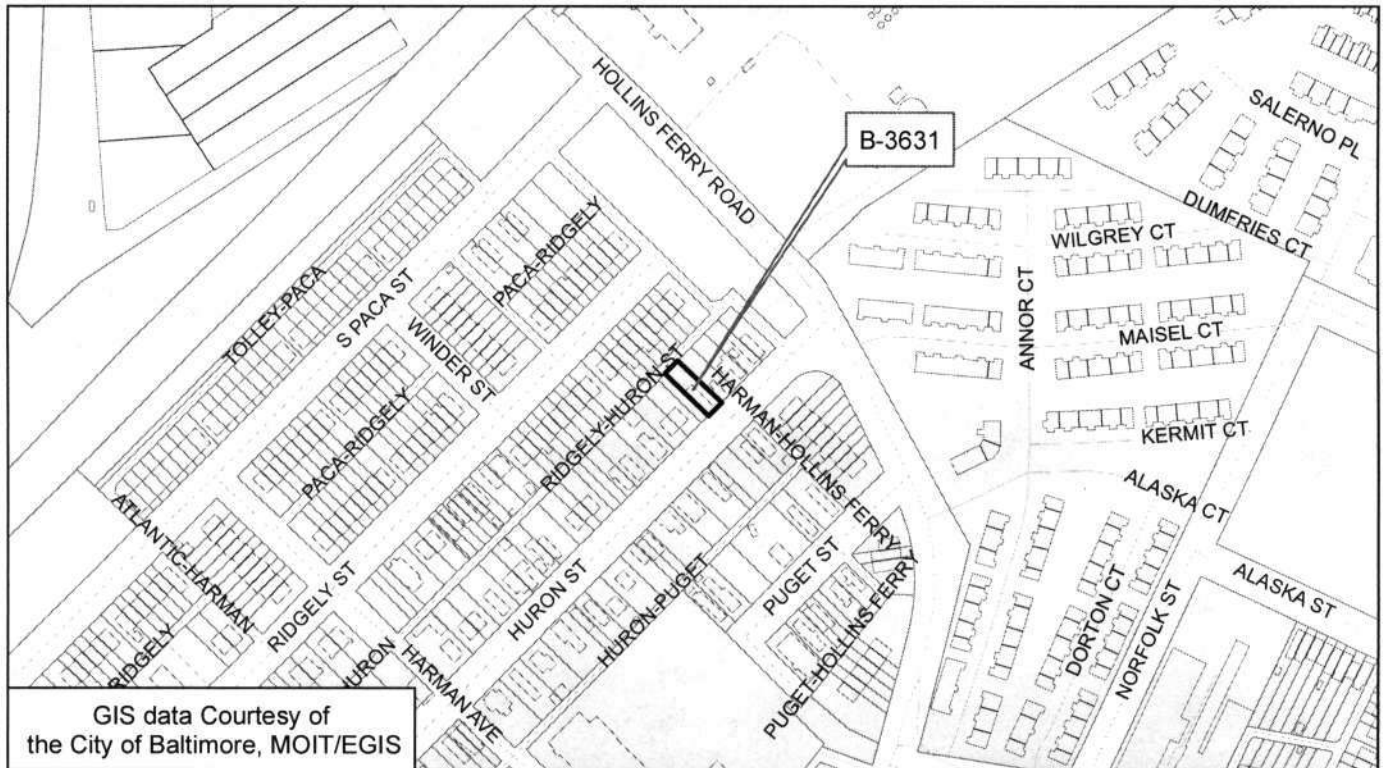 HOLLINS FERRY ROAD
B-3631
SALERNO PL
DUMFRIES CT
WILGREY CT
ANNOR CT
MAISEL CT
KERMIT CT
TOLLEY-PACA
S PACA ST
PACA-RIDGELY
WINDER ST
PACA-RIDGELY
RIDGELY-HURON ST
HARMAN-HOLLINS FERRY
ATLANTIC-HARMAN
RIDGELY ST
RIDGELY
HURON
HARMAN AVE
HURON ST
HURON-PUGET
PUGET ST
PUGET-HOLLINS FERRY
ALASKA CT
ALASKA ST
DORTON CT
NORFOLK ST
GIS data Courtesy of
the City of Baltimore, MOIT/EGIS